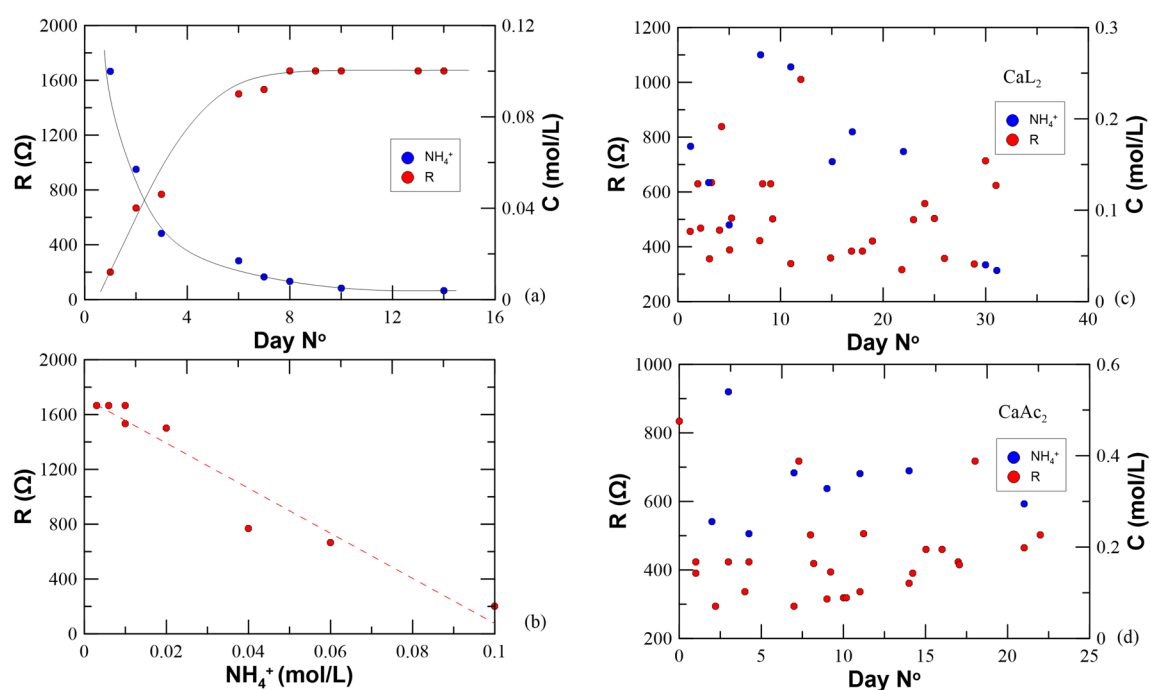 2000
1600
1200
800
400
0
R (Ω)
0.12
0.08
0.04
0
C (mol/L)
NH₄⁺
R
(a)
0 4 8 12 16
Day Nº
2000
1600
1200
800
400
0
R (Ω)
(b)
0 0.02 0.04 0.06 0.08 0.1
NH₄⁺ (mol/L)
1200
1000
800
600
400
200
R (Ω)
0.3
0.2
0.1
0
C (mol/L)
CaL₂
NH₄⁺
R
(c)
0 10 20 30 40
Day Nº
1000
800
600
400
200
R (Ω)
0.6
0.4
0.2
0
C (mol/L)
CaAc₂
NH₄⁺
R
(d)
0 5 10 15 20 25
Day Nº